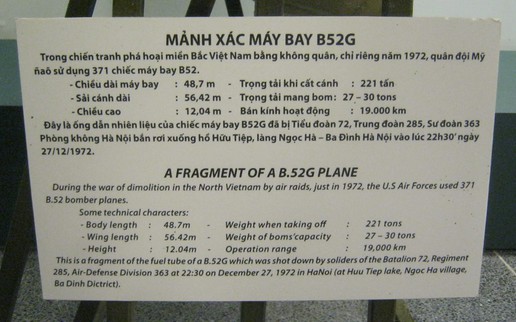 MẢNH XÁC MÁY BAY B52G
Trong chiến tranh phá hoại miền Bắc Việt Nam bằng không quân, chỉ riêng năm 1972, quân đội Mỹ
ñaõ sử dụng 371 chiếc máy bay B52.
- Chiều dài máy bay : 48,7 m - Trọng tải khi cất cánh : 221 tấn
- Sải cánh dài : 56,42 m - Trọng tải mang bom : 27 – 30 tons
- Chiều cao : 12,04 m - Bán kính hoạt động : 19.000 km
Đây là ống dẫn nhiên liệu của chiếc máy bay B52G đã bị Tiểu đoàn 72, Trung đoàn 285, Sư đoàn 363
Phòng không Hà Nội bắn rơi xuống hồ Hữu Tiệp, làng Ngọc Hà – Ba Đình Hà Nội vào lúc 22h30’ ngày
27/12/1972.
A FRAGMENT OF A B.52G PLANE
During the war of dimolition in the North Vietnam by air raids, just in 1972, the U.S Air Forces used 371
B.52 bomber planes.
Some technical characters:
- Body length : 48.7m - Weight when taking off : 221 tons
- Wing length : 56.42m - Weight of boms'capacity : 27 – 30 tons
- Height : 12.04m - Operation range : 19,000 km
This is a fragment of the fuel tube of a B.52G which was shot down by soliders of the Batalion 72, Regiment
285, Air-Defense Division 363 at 22:30 on December 27, 1972 in HaNoi (at Huu Tiep lake, Ngoc Ha village,
Ba Dinh Dictrict).